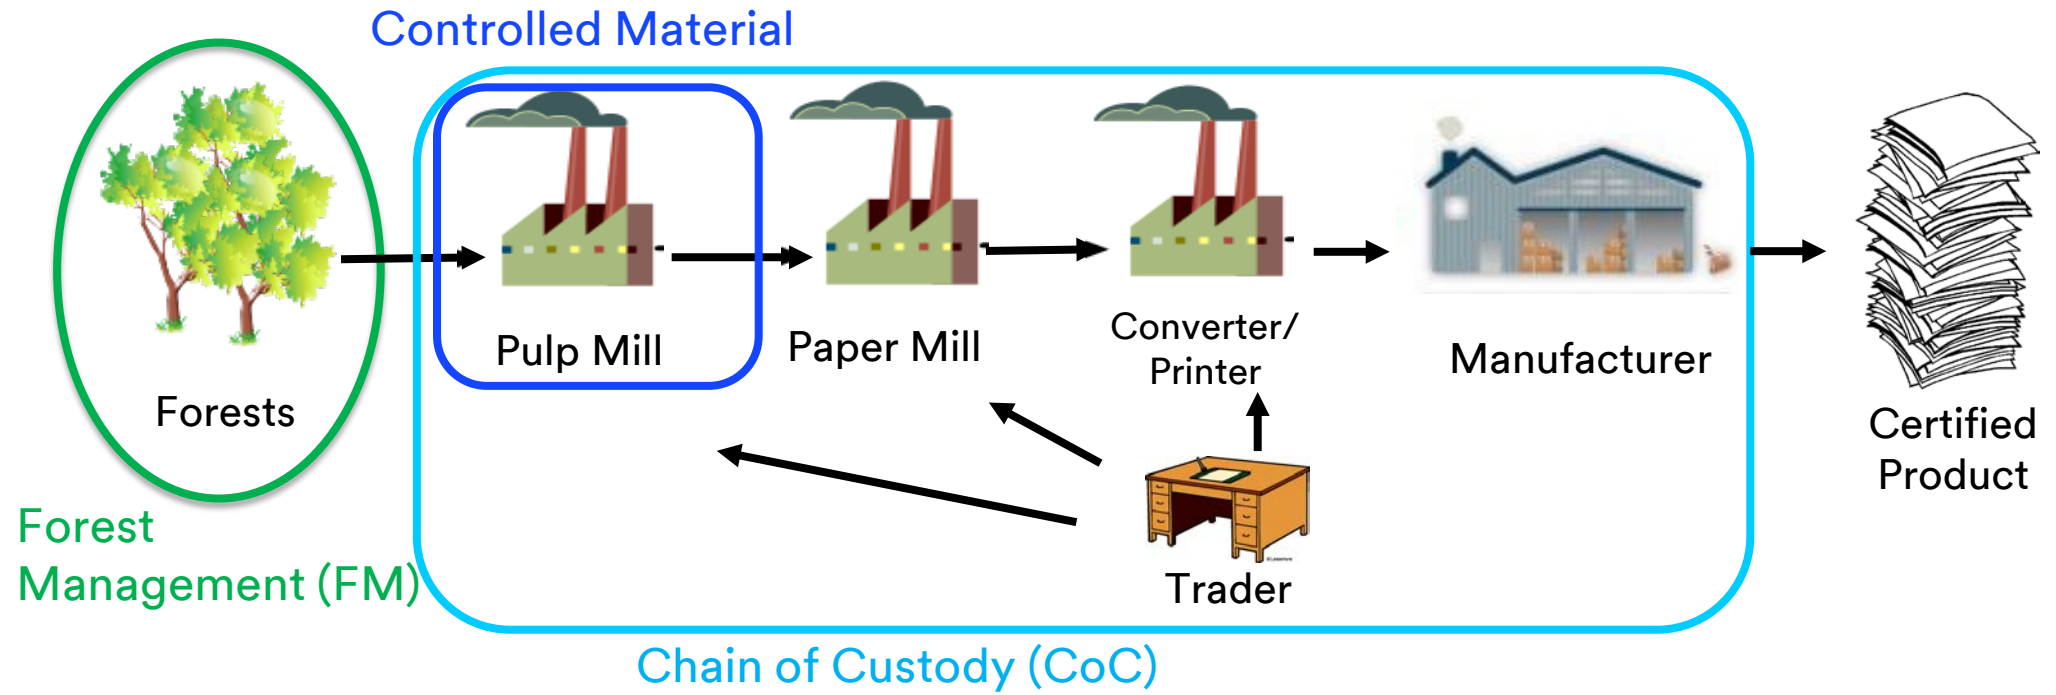 Controlled Material
Pulp Mill
Paper Mill
Converter/
Printer
Manufacturer
Forests
Certified
Product
Forest
Management (FM)
Trader
Chain of Custody (CoC)